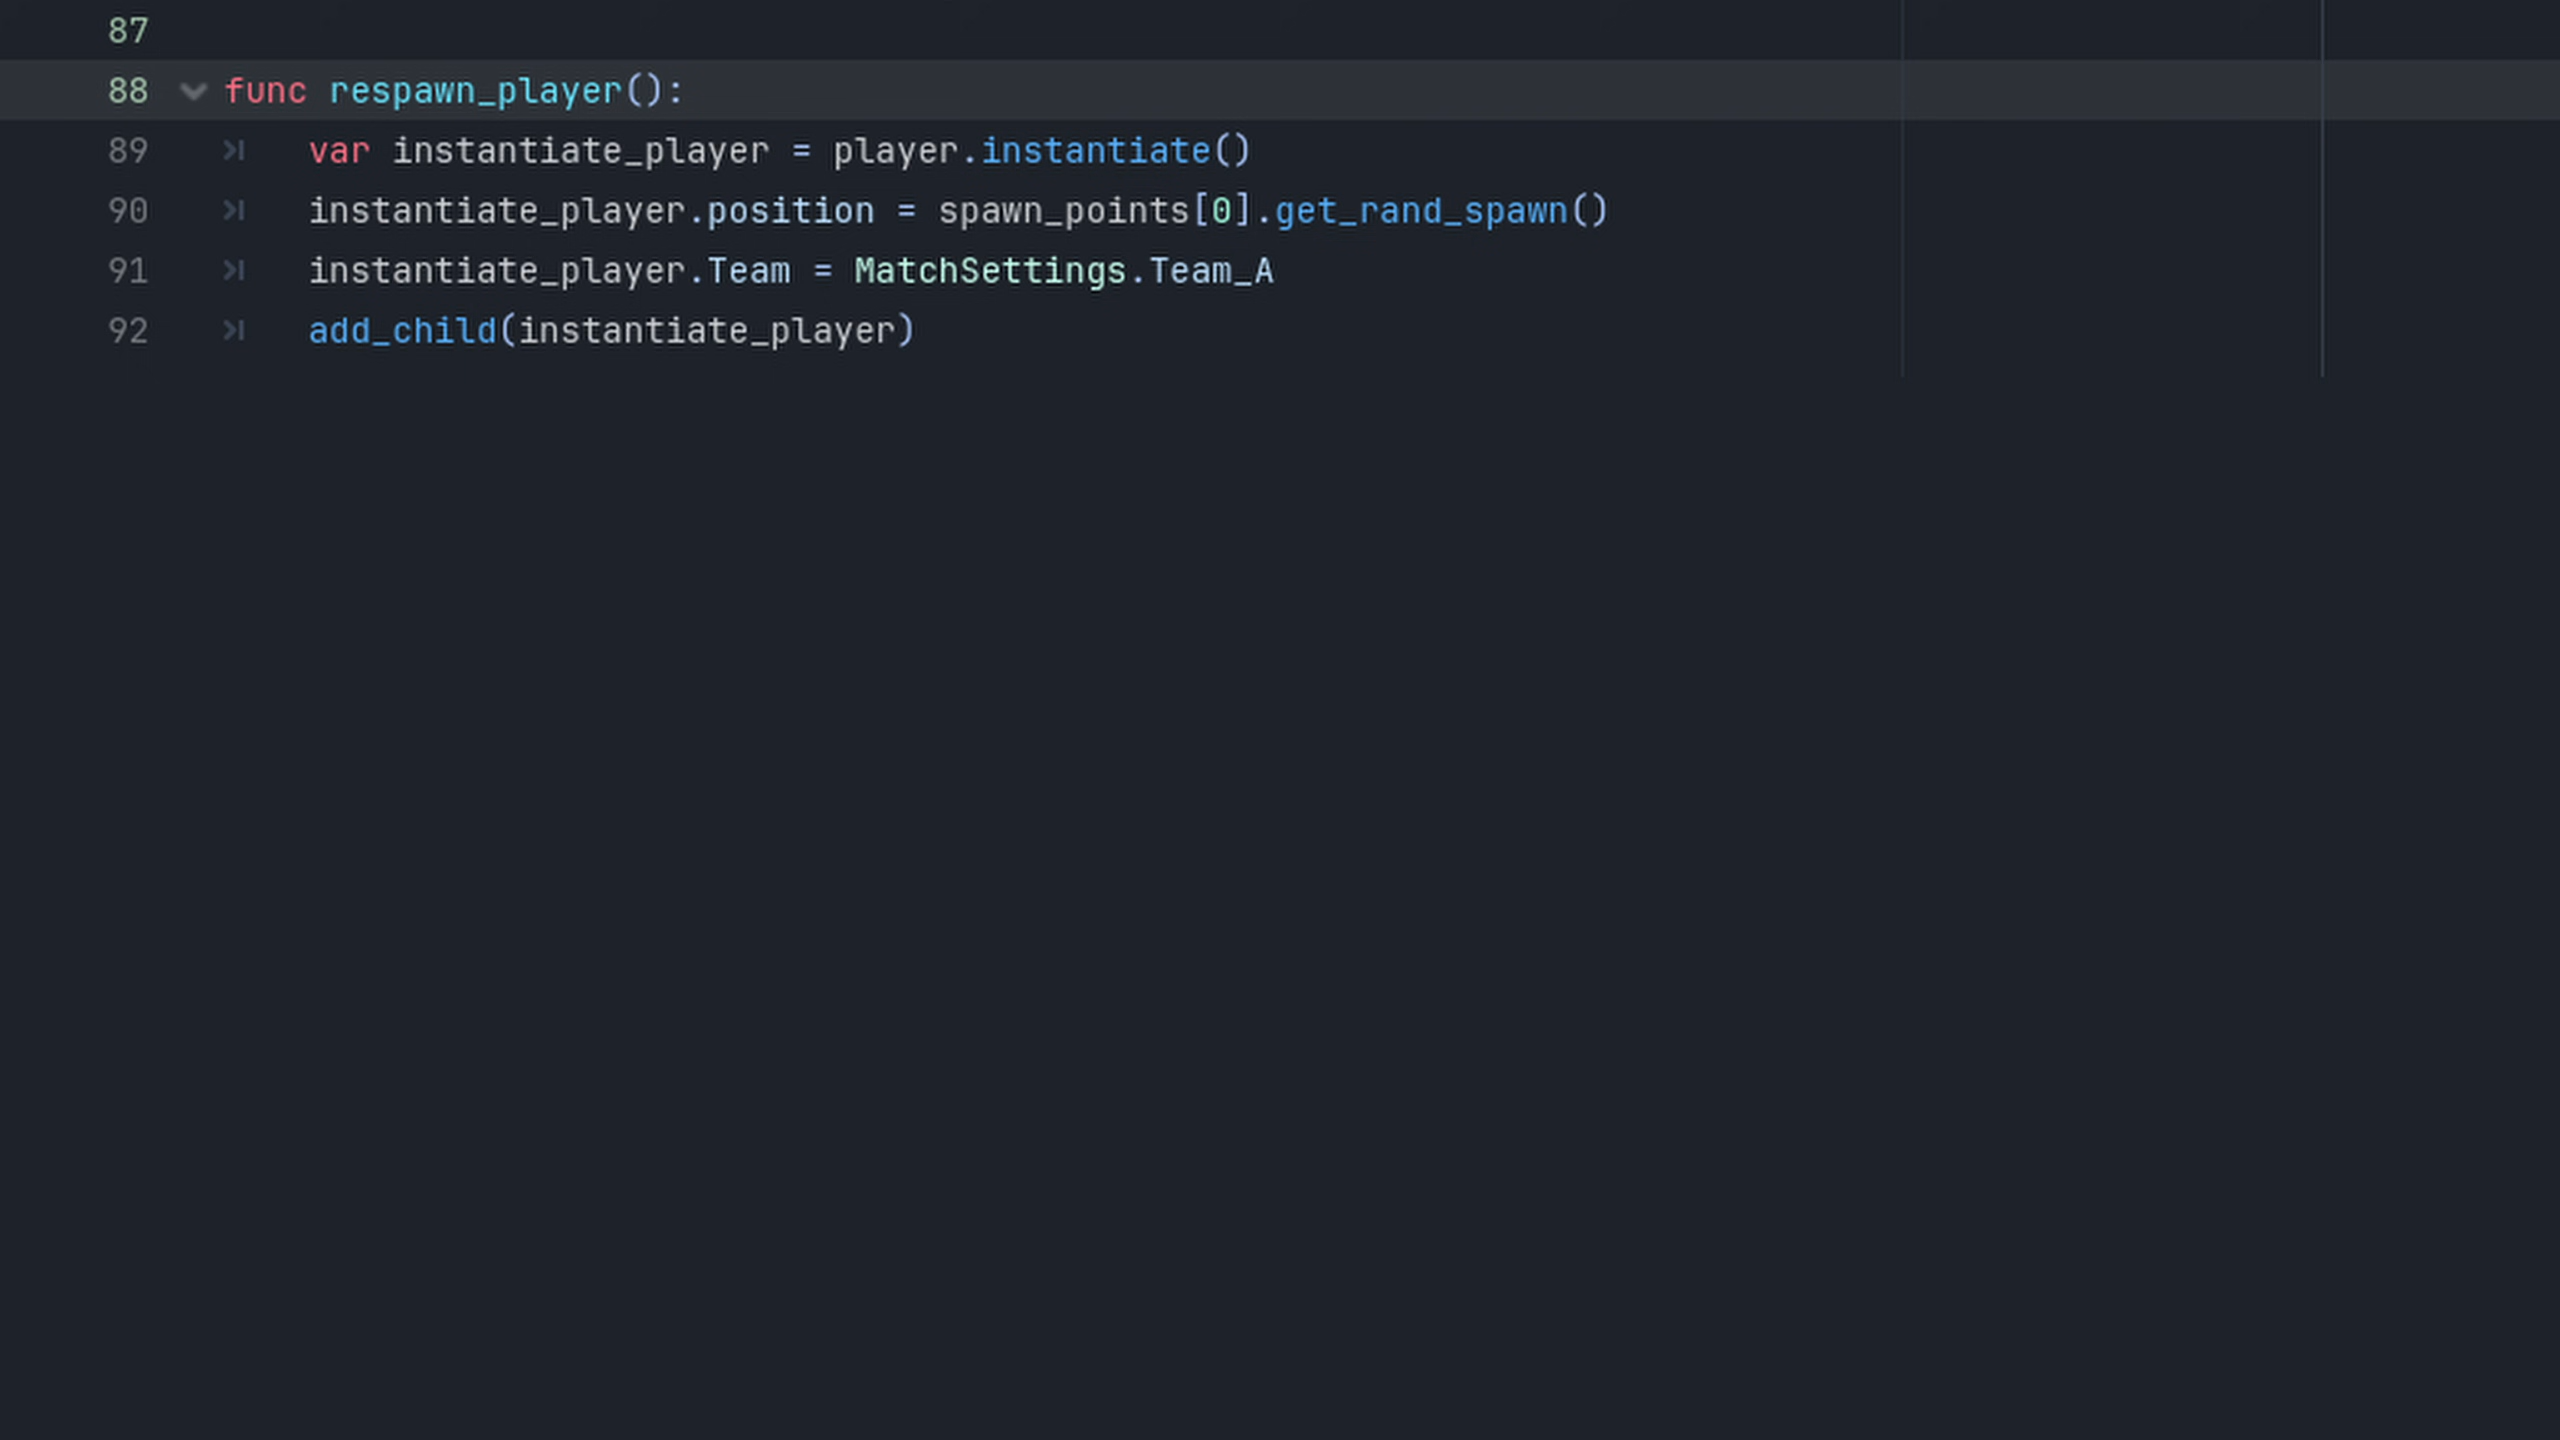 87
88 func respawn_player():
89 var instantiate_player = player.instantiate()
90 instantiate_player.position = spawn_points[0].get_rand_spawn()
91 instantiate_player.Team = MatchSettings.Team_A
92 add_child(instantiate_player)